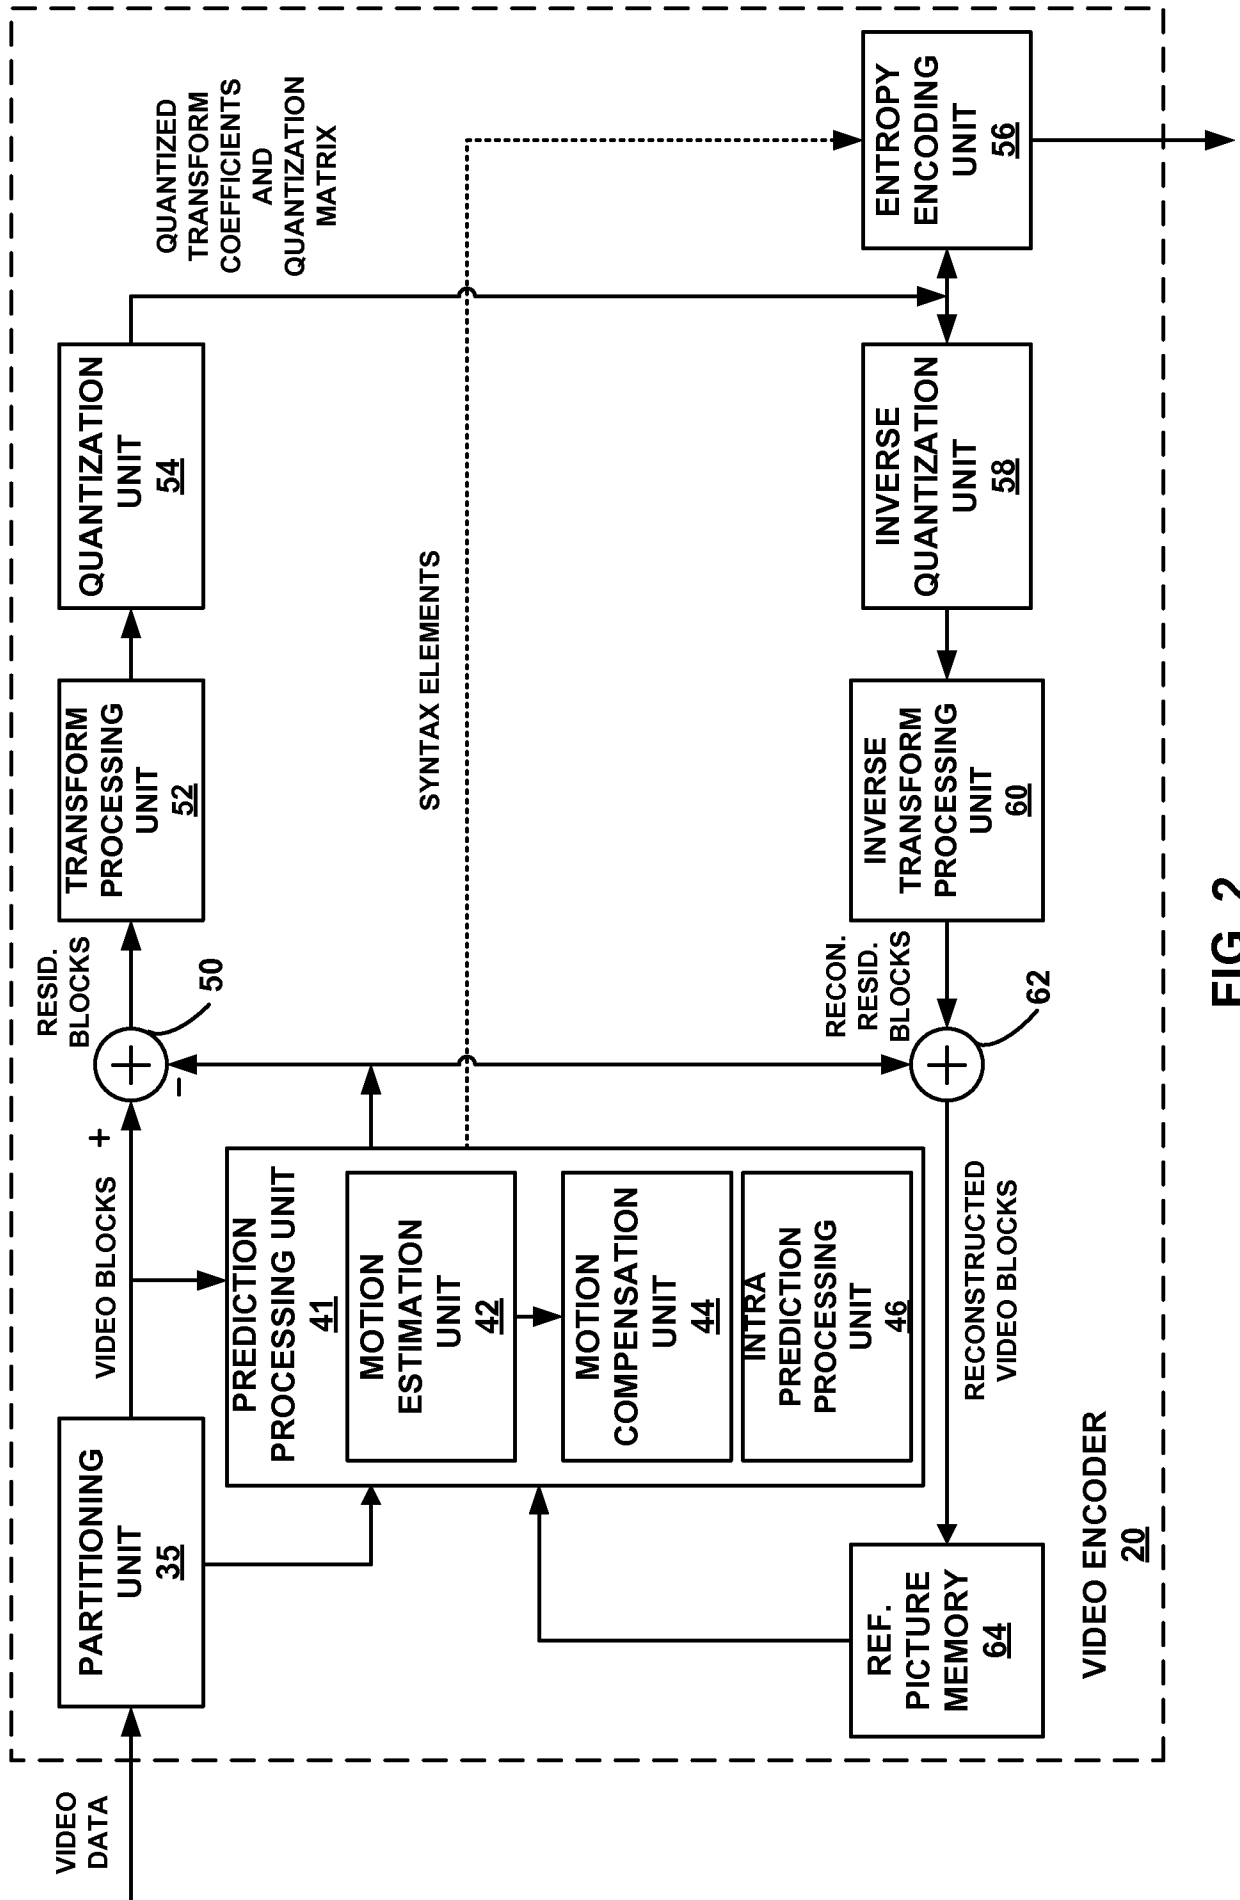 VIDEO
DATA
PARTITIONING
UNIT
35
VIDEO BLOCKS
+
–
50
RESID.
BLOCKS
TRANSFORM
PROCESSING
UNIT
52
QUANTIZATION
UNIT
54
QUANTIZED
TRANSFORM
COEFFICIENTS
AND
QUANTIZATION
MATRIX
PREDICTION
PROCESSING UNIT
41
MOTION
ESTIMATION
UNIT
42
MOTION
COMPENSATION
UNIT
44
INTRA
PREDICTION
PROCESSING
UNIT
46
SYNTAX ELEMENTS
REF.
PICTURE
MEMORY
64
RECONSTRUCTED
VIDEO BLOCKS
62
RECON.
RESID.
BLOCKS
INVERSE
TRANSFORM
PROCESSING
UNIT
60
INVERSE
QUANTIZATION
UNIT
58
ENTROPY
ENCODING
UNIT
56
VIDEO ENCODER
20
FIG. 2